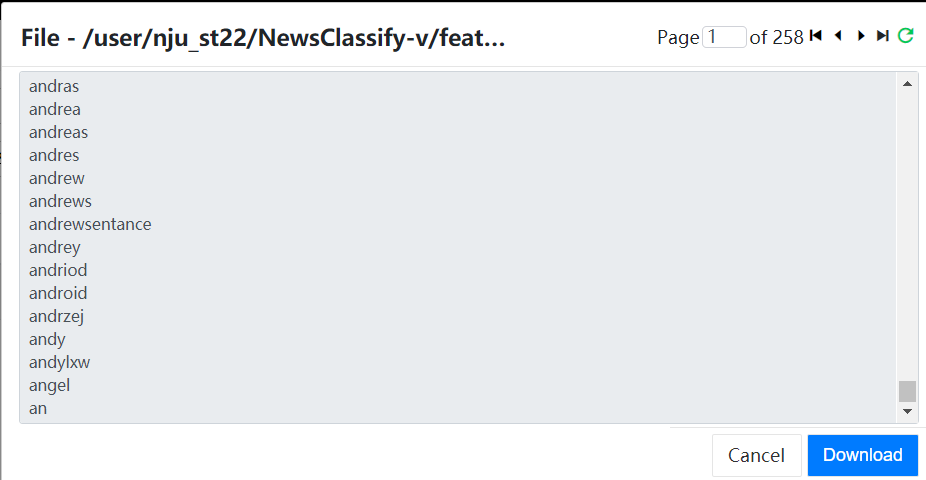 File - /user/nju_st22/NewsClassify-v/feat...
Page 1 of 258
andras
andrea
andreas
andres
andrew
andrews
andrewsentance
andrey
andriod
android
andrzej
andy
andylxw
angel
an
Cancel Download